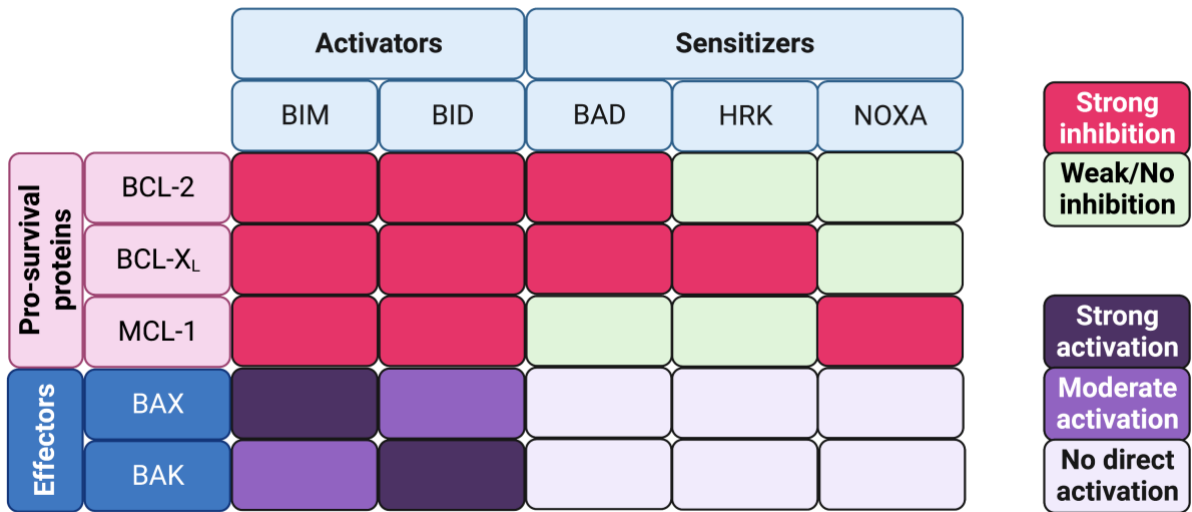 Activators
Sensitizers
BIM
BID
BAD
HRK
NOXA
Pro-survival
proteins
BCL-2
BCL-XL
MCL-1
Effectors
BAX
BAK
Strong
inhibition
Weak/No
inhibition
Strong
activation
Moderate
activation
No direct
activation